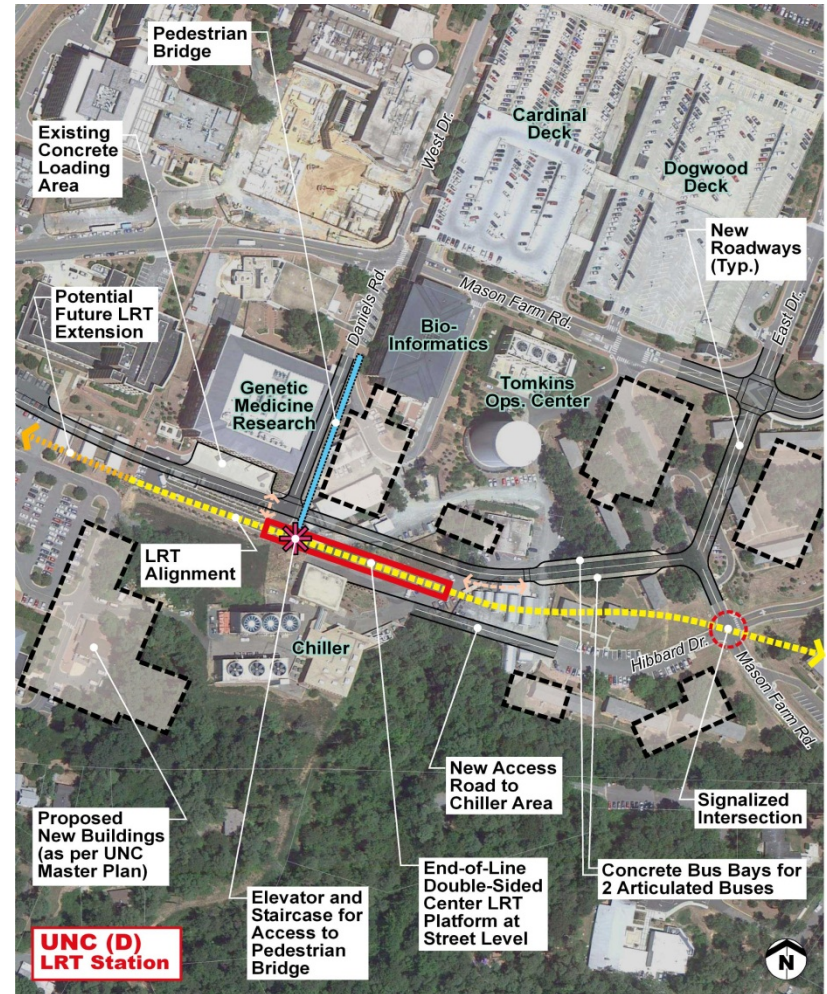 Pedestrian
Bridge
Existing
Concrete
Loading
Area
West Dr.
Cardinal
Deck
Dogwood
Deck
New
Roadways
(Typ.)
Potential
Future LRT
Extension
Daniels Rd.
Mason Farm Rd.
East Dr.
Bio-
Informatics
Genetic
Medicine
Research
Tomkins
Ops. Center
LRT
Alignment
Chiller
Hibbard Dr.
Mason Farm Rd.
Proposed
New Buildings
(as per UNC
Master Plan)
New Access
Road to
Chiller Area
Signalized
Intersection
Elevator and
Staircase for
Access to
Pedestrian
Bridge
End-of-Line
Double-Sided
Center LRT
Platform at
Street Level
Concrete Bus Bays for
2 Articulated Buses
UNC (D)
LRT Station
N